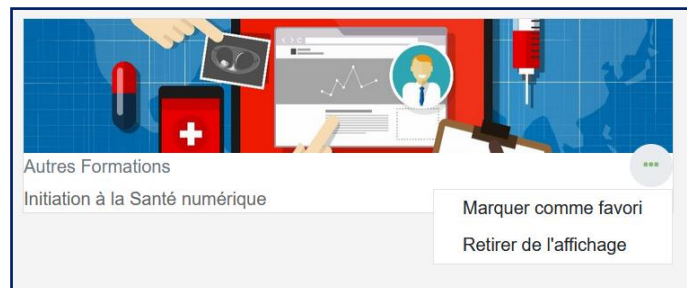 Autres Formations
Initiation à la Santé numérique
Marquer comme favori
Retirer de l'affichage